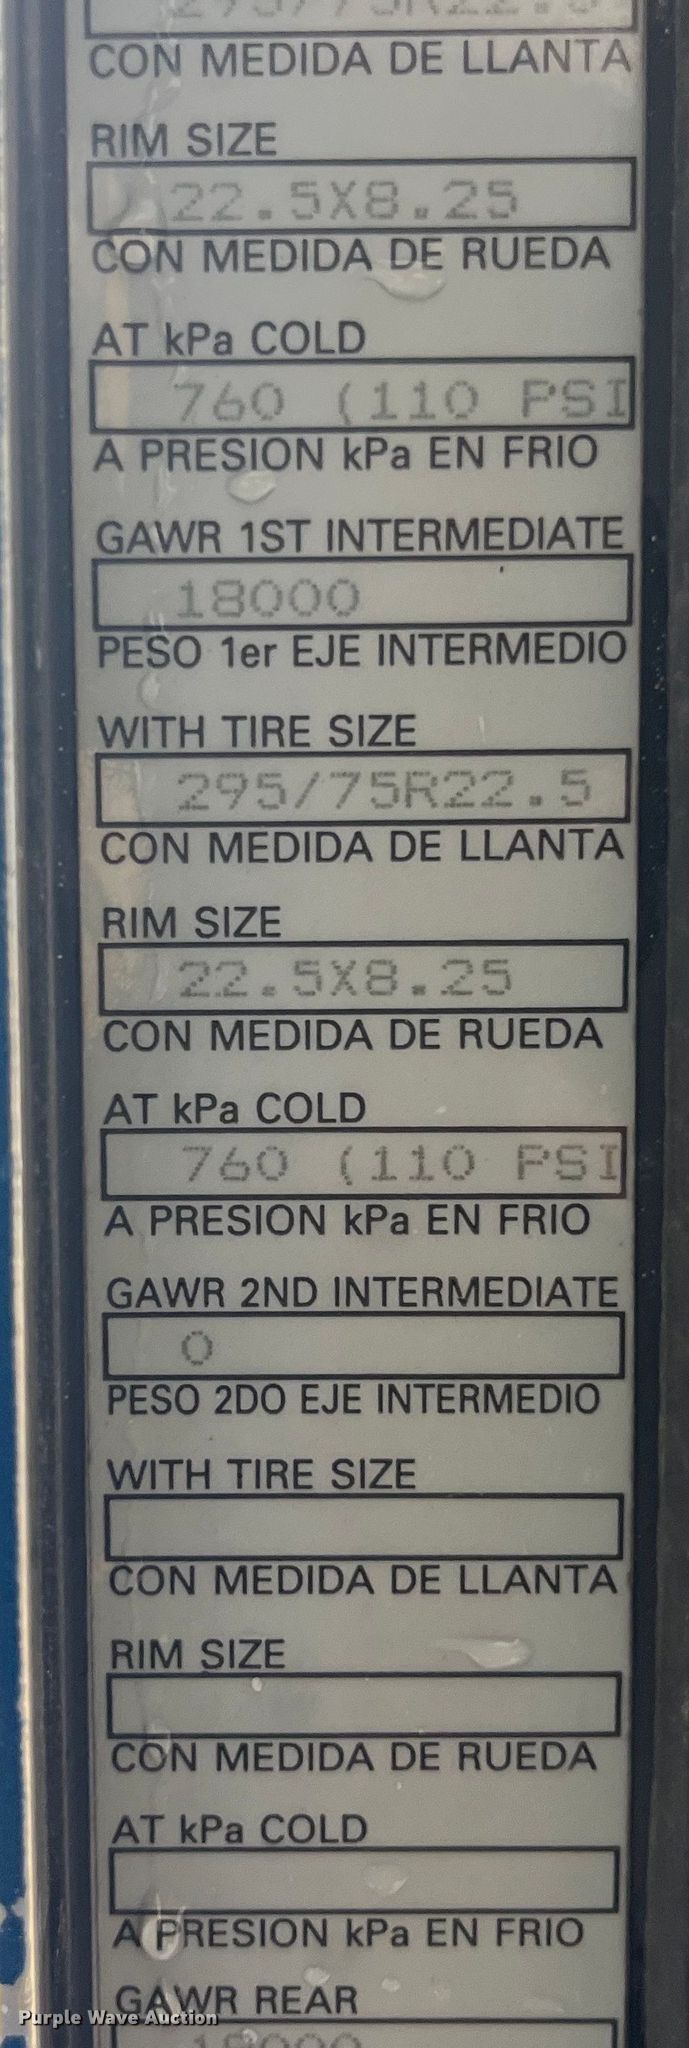 295/75R22.5
CON MEDIDA DE LLANTA
RIM SIZE
22.5X8.25
CON MEDIDA DE RUEDA
AT kPa COLD
760 (110 PSI
A PRESION kPa EN FRIO
GAWR 1ST INTERMEDIATE
18000
PESO 1er EJE INTERMEDIO
WITH TIRE SIZE
295/75R22.5
CON MEDIDA DE LLANTA
RIM SIZE
22.5X8.25
CON MEDIDA DE RUEDA
AT kPa COLD
760 (110 PSI
A PRESION kPa EN FRIO
GAWR 2ND INTERMEDIATE
0
PESO 2DO EJE INTERMEDIO
WITH TIRE SIZE
CON MEDIDA DE LLANTA
RIM SIZE
CON MEDIDA DE RUEDA
AT kPa COLD
A PRESION kPa EN FRIO
GAWR REAR
Purple Wave Auction
18000